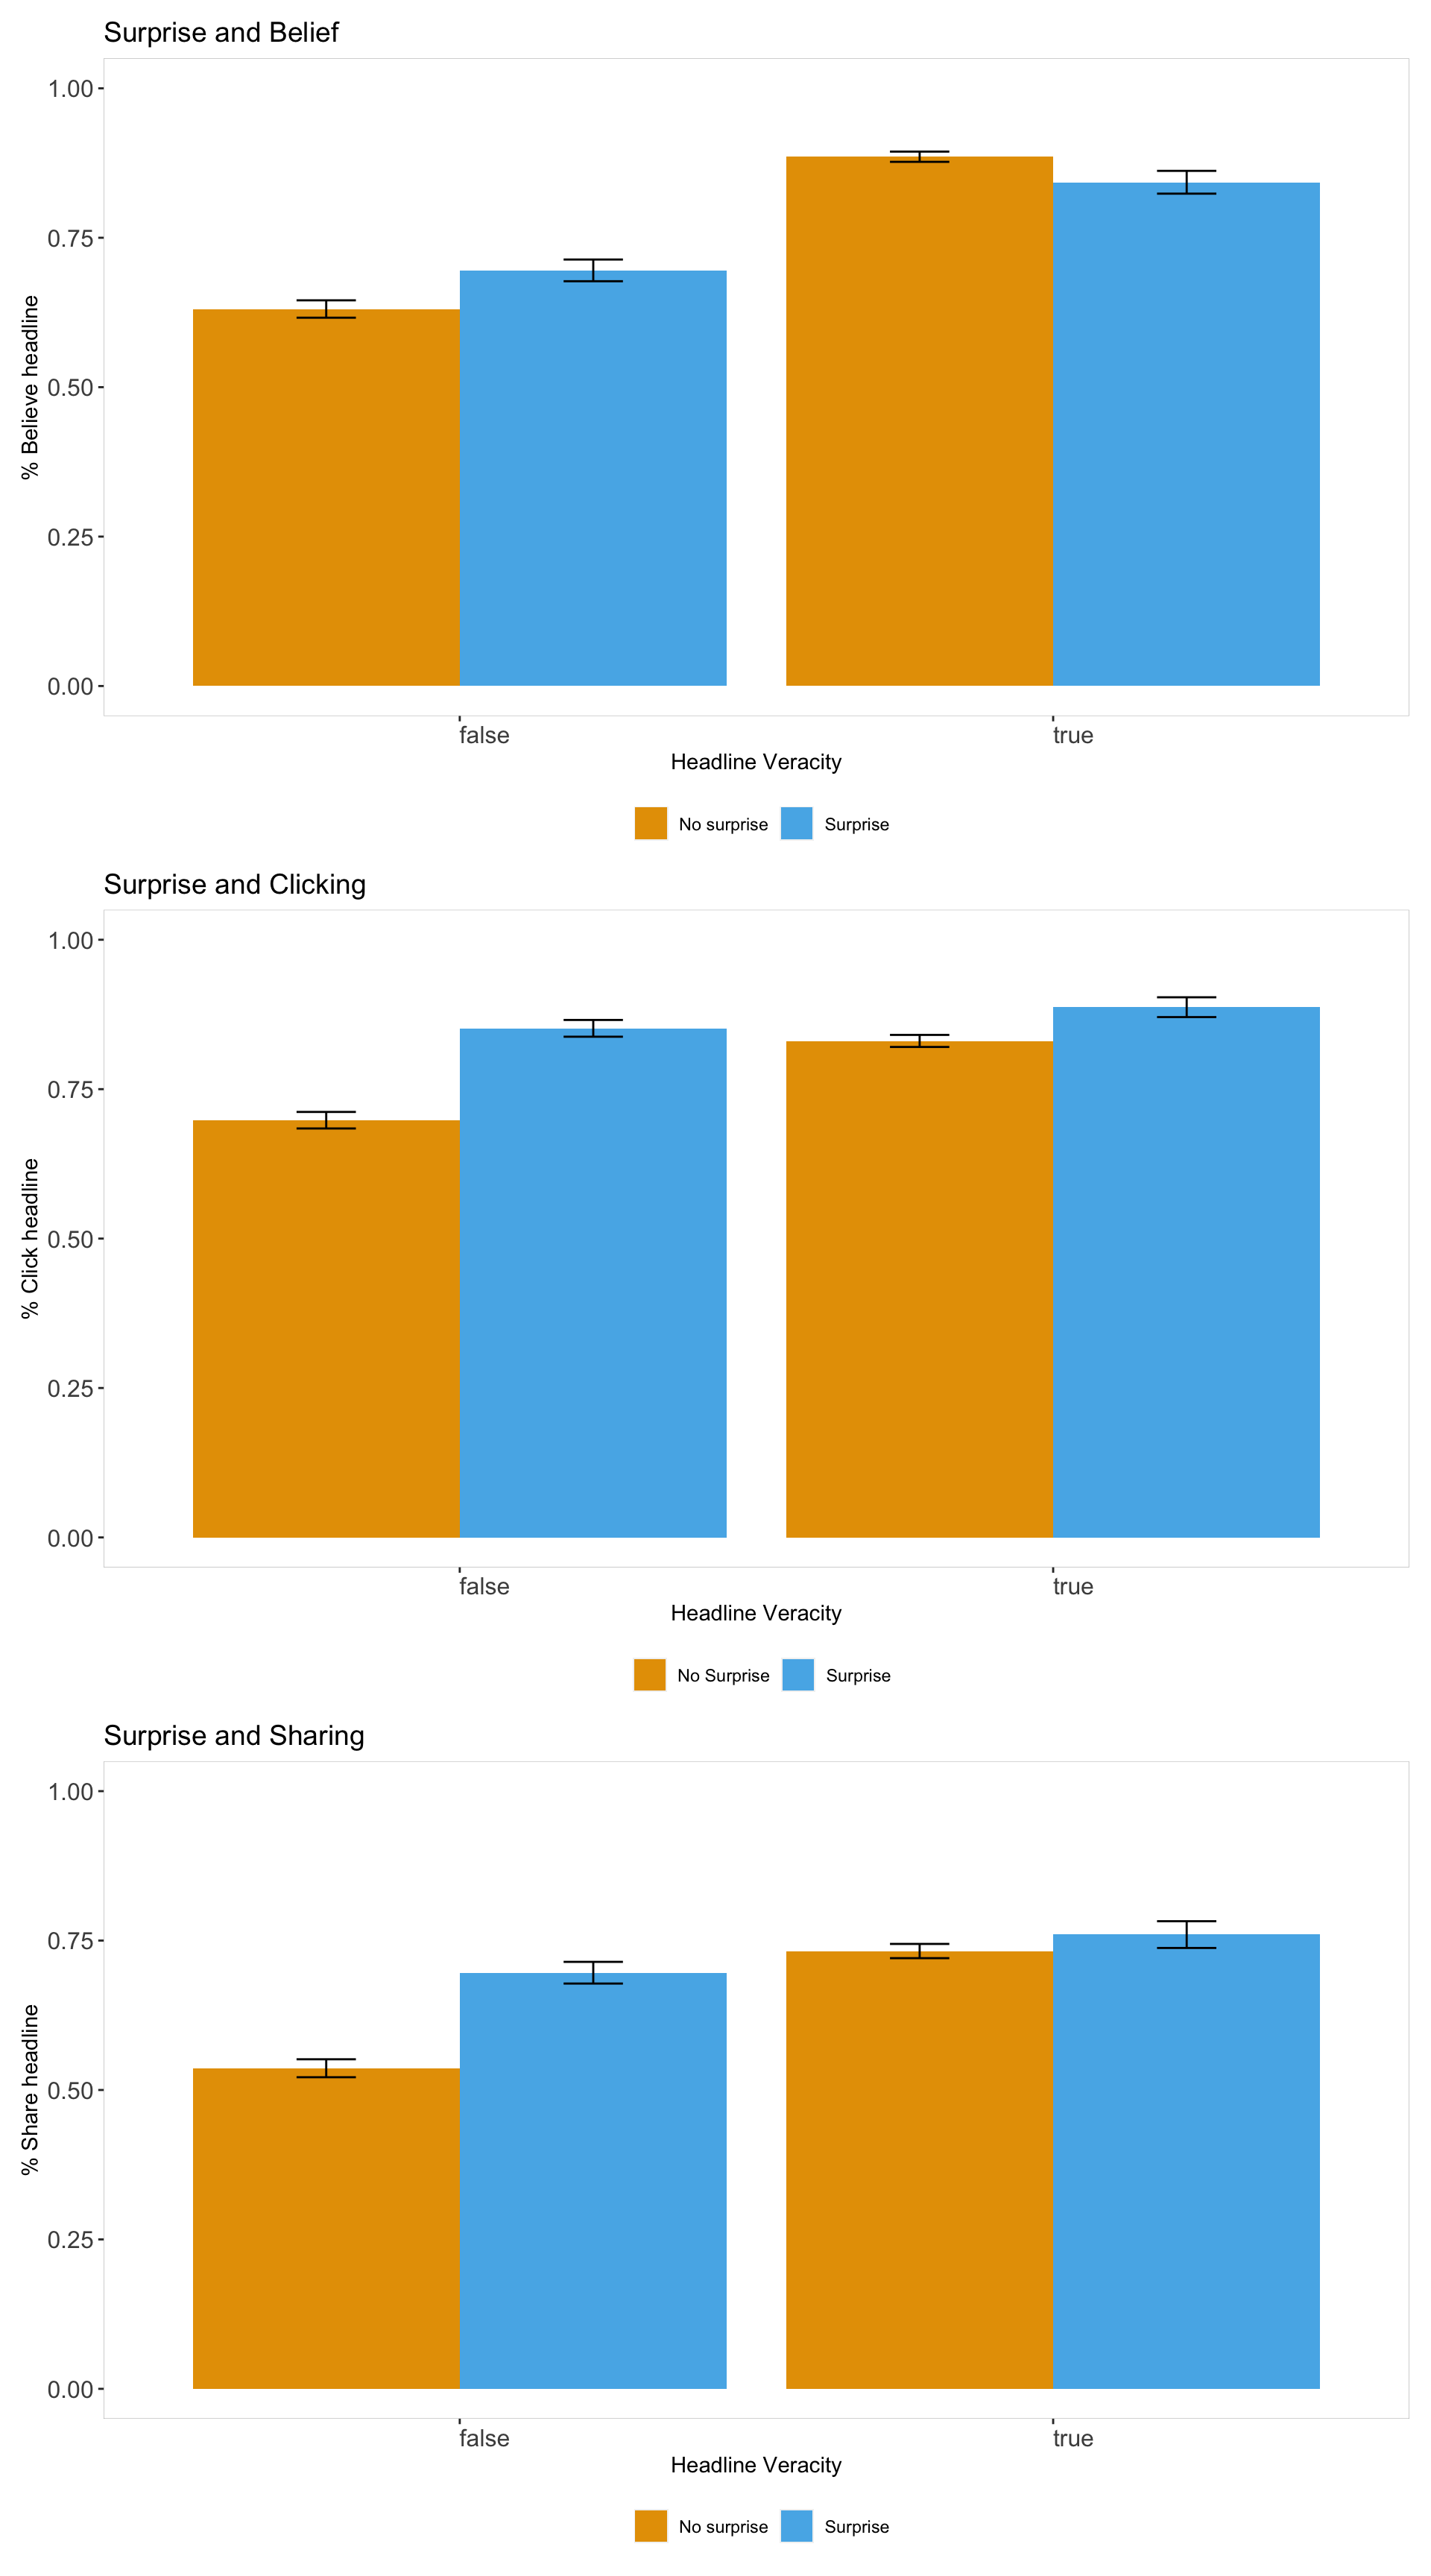 Surprise and Belief
1.00
0.75
0.50
0.25
0.00
% Believe headline
false true
Headline Veracity
No surprise Surprise
Surprise and Clicking
1.00
0.75
0.50
0.25
0.00
% Click headline
false true
Headline Veracity
No Surprise Surprise
Surprise and Sharing
1.00
0.75
0.50
0.25
0.00
% Share headline
false true
Headline Veracity
No surprise Surprise